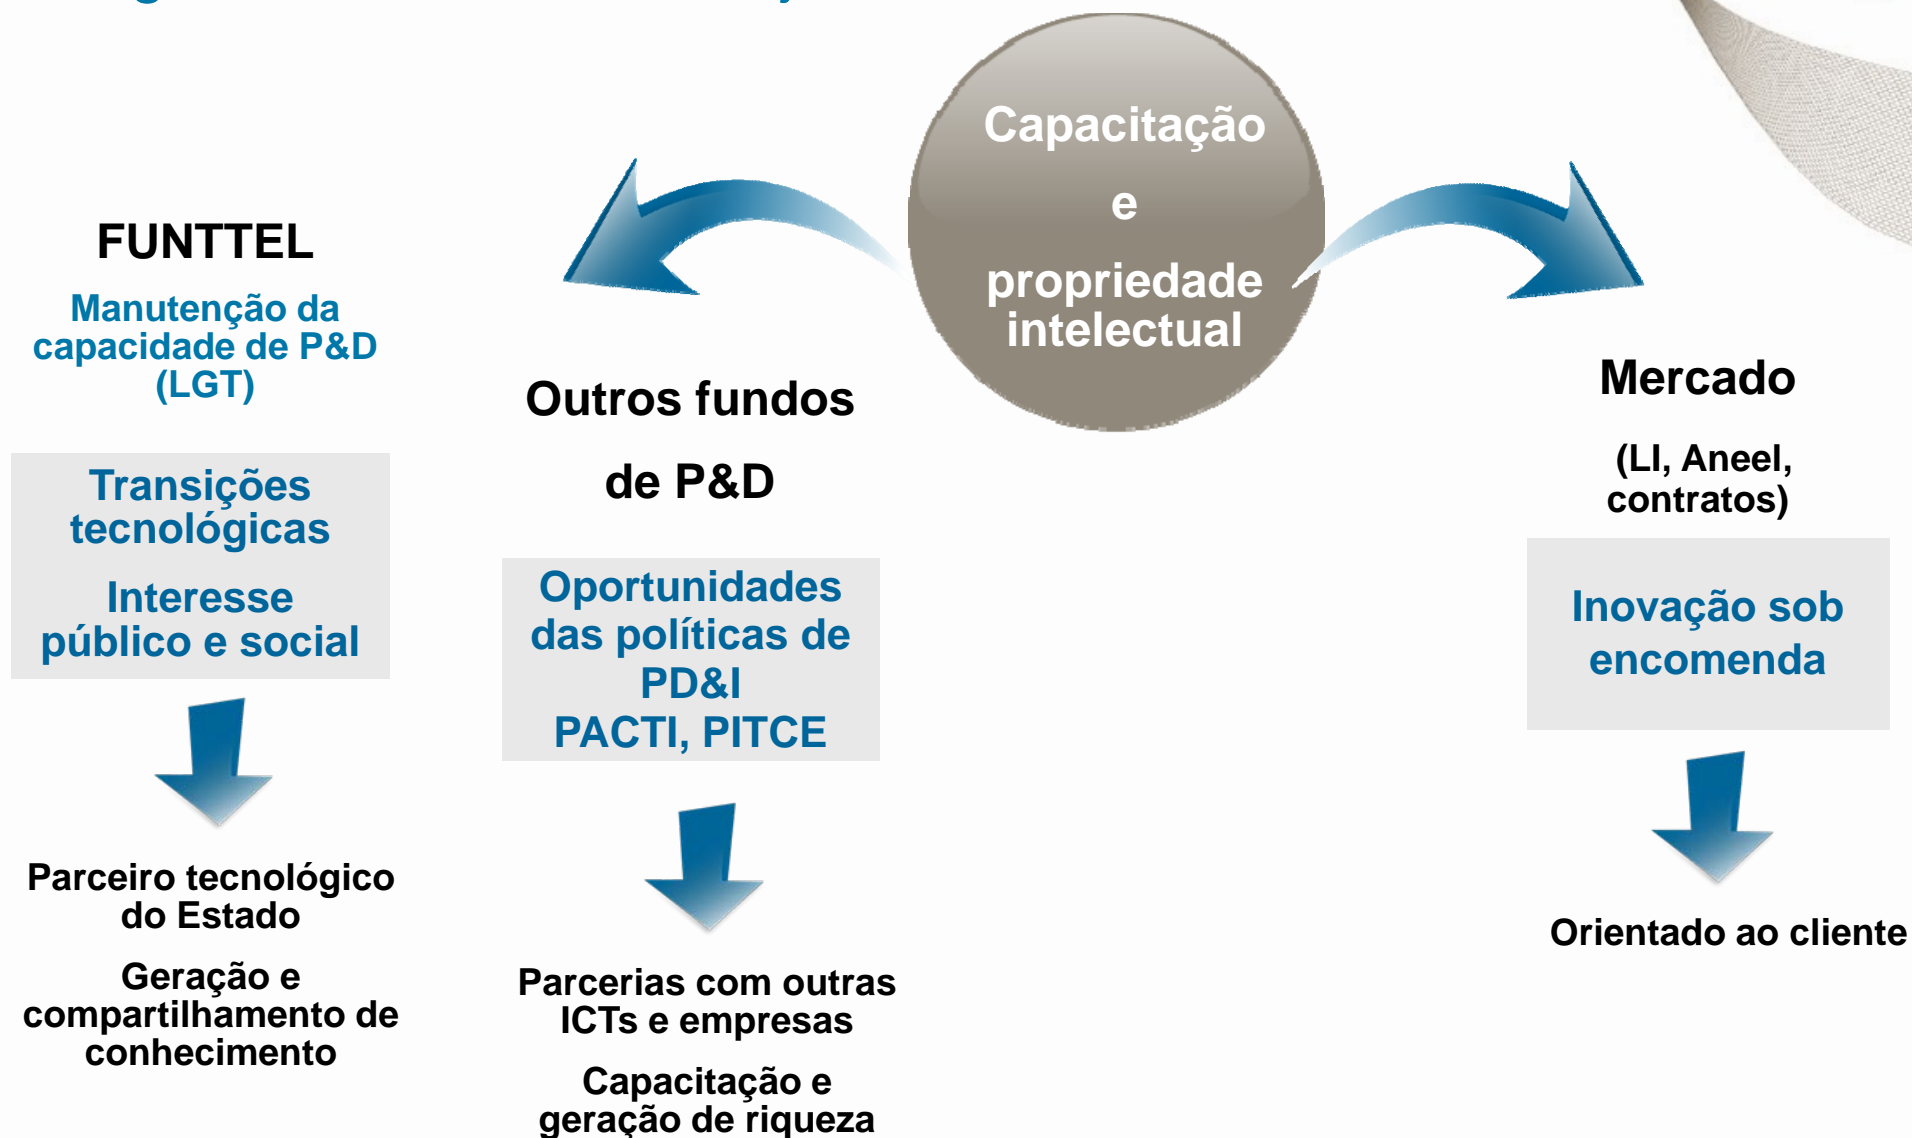 Capacitação
e
propriedade
intelectual
FUNTTEL
Manutenção da
capacidade de P&D
(LGT)
Transições
tecnológicas
Interesse
público e social
Parceiro tecnológico
do Estado
Geração e
compartilhamento de
conhecimento
Outros fundos
de P&D
Oportunidades
das políticas de
PD&I
PACTI, PITCE
Parcerias com outras
ICTs e empresas
Capacitação e
geração de riqueza
Mercado
(LI, Aneel,
contratos)
Inovação sob
encomenda
Orientado ao cliente